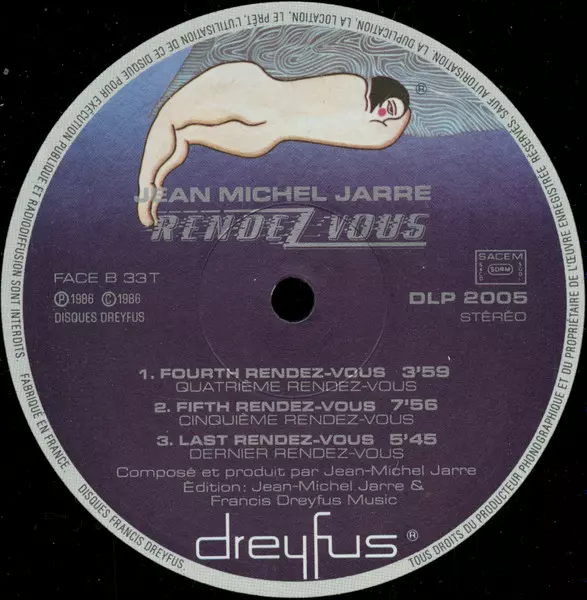 TOUS DROITS DU PRODUCTEUR PHONOGRAPHIQUE ET DU PROPRIÉTAIRE DE L'ŒUVRE ENREGISTRÉE, RÉSERVÉS. SAUF AUTORISATION, LA DUPLICATION, LA LOCATION, LE PRÊT, L'UTILISATION DE CE DISQUE POUR EXÉCUTION PUBLIQUE ET RADIODIFFUSION SONT INTERDITS.
®
JEAN MICHEL JARRE
RENDEZ VOUS
FACE B 33 T
Ⓟ 1986 Ⓒ 1986
DISQUES DREYFUS
SACEM
SDRM
DLP 2005
STÉRÉO
1. FOURTH RENDEZ-VOUS 3'59
QUATRIÈME RENDEZ-VOUS
2. FIFTH RENDEZ-VOUS 7'56
CINQUIÈME RENDEZ-VOUS
3. LAST RENDEZ-VOUS 5'45
DERNIER RENDEZ-VOUS
Composé et produit par Jean-Michel Jarre
Édition: Jean-Michel Jarre &
Francis Dreyfus Music
dreyfus ®
FABRIQUÉ EN FRANCE.
DISQUES FRANCIS DREYFUS.